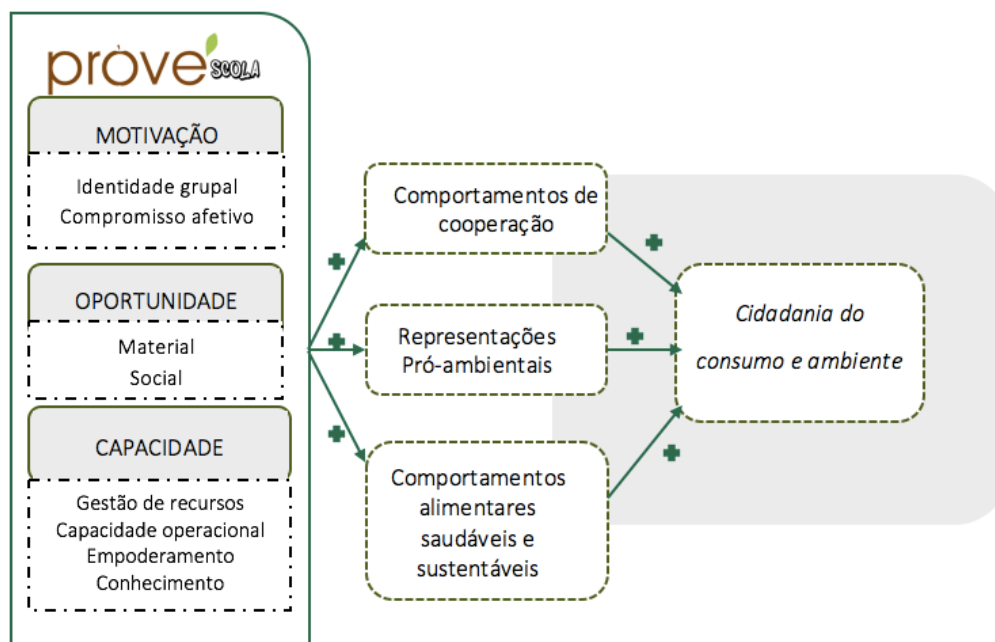 pròve'SCOLA
MOTIVAÇÃO
Identidade grupal
Compromisso afetivo
OPORTUNIDADE
Material
Social
CAPACIDADE
Gestão de recursos
Capacidade operacional
Empoderamento
Conhecimento
Comportamentos de
cooperação
Representações
Pró-ambientais
Comportamentos
alimentares
saudáveis e
sustentáveis
Cidadania do
consumo e ambiente